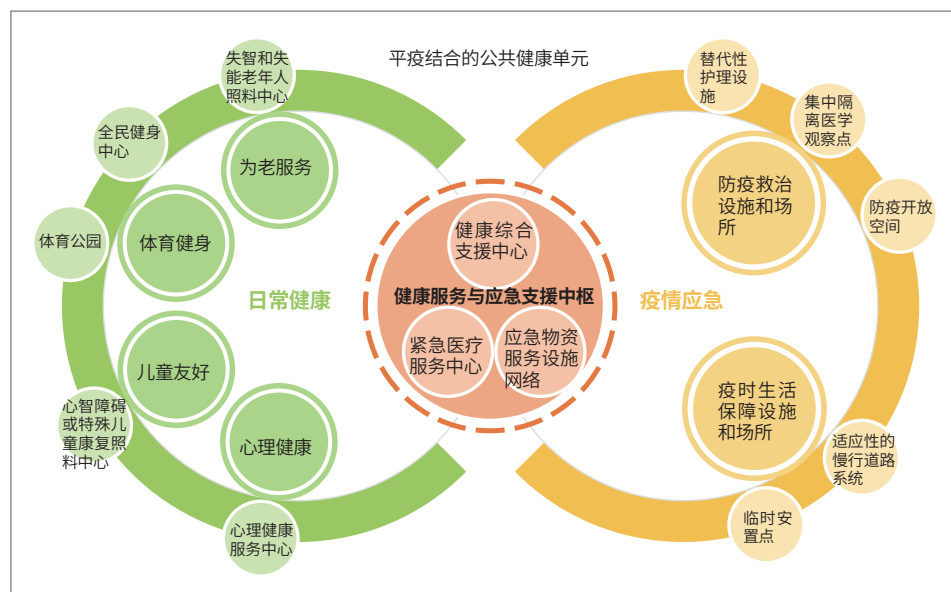 平疫结合的公共健康单元
失智和失
能老年人
照料中心
全民健身
中心
体育公园
心智障碍
或特殊儿
童康复照
料中心
心理健康
服务中心
为老服务
体育健身
儿童友好
心理健康
日常健康
健康综合
支援中心
健康服务与应急支援中枢
紧急医疗
服务中心
应急物资
服务设施
网络
疫情应急
防疫救治
设施和场
所
疫时生活
保障设施
和场所
替代性
护理设
施
集中隔
离医学
观察点
防疫开放
空间
适应性的
慢行道路
系统
临时安
置点